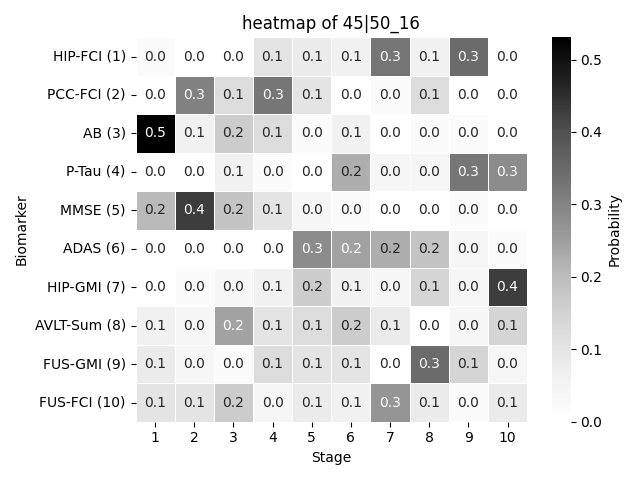 heatmap of 45|50_16
HIP-FCI (1) 0.0 0.0 0.0 0.1 0.1 0.1 0.3 0.1 0.3 0.0
PCC-FCI (2) 0.0 0.3 0.1 0.3 0.1 0.0 0.0 0.1 0.0 0.0
AB (3) 0.5 0.1 0.2 0.1 0.0 0.1 0.0 0.0 0.0 0.0
P-Tau (4) 0.0 0.0 0.1 0.0 0.0 0.2 0.0 0.0 0.3 0.3
MMSE (5) 0.2 0.4 0.2 0.1 0.0 0.0 0.0 0.0 0.0 0.0
ADAS (6) 0.0 0.0 0.0 0.0 0.3 0.2 0.2 0.2 0.0 0.0
HIP-GMI (7) 0.0 0.0 0.0 0.1 0.2 0.1 0.0 0.1 0.0 0.4
AVLT-Sum (8) 0.1 0.0 0.2 0.1 0.1 0.2 0.1 0.0 0.0 0.1
FUS-GMI (9) 0.1 0.0 0.0 0.1 0.1 0.1 0.0 0.3 0.1 0.0
FUS-FCI (10) 0.1 0.1 0.2 0.0 0.1 0.1 0.3 0.1 0.0 0.1
1 2 3 4 5 6 7 8 9 10
Stage
Biomarker
0.5
0.4
0.3
0.2
0.1
0.0
Probability